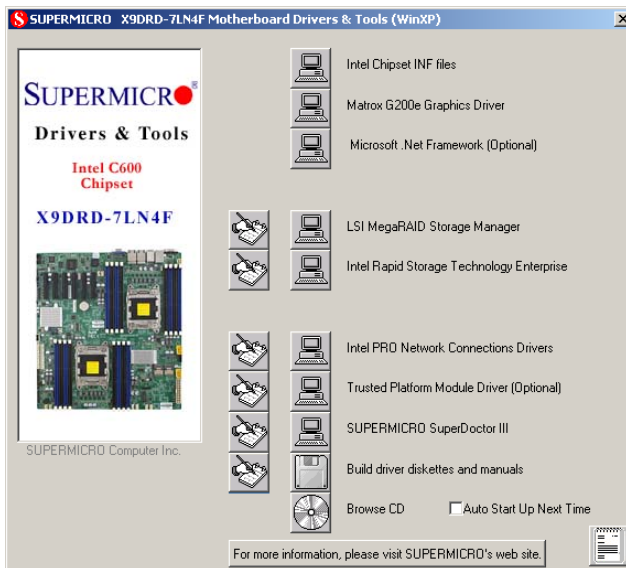 SUPERMICRO X9DRD-7LN4F Motherboard Drivers & Tools (WinXP)
SUPERMICRO®
Drivers & Tools
Intel C600
Chipset
X9DRD-7LN4F
SUPERMICRO Computer Inc.
Intel Chipset INF files
Matrox G200e Graphics Driver
Microsoft .Net Framework (Optional)
LSI MegaRAID Storage Manager
Intel Rapid Storage Technology Enterprise
Intel PRO Network Connections Drivers
Trusted Platform Module Driver (Optional)
SUPERMICRO SuperDoctor III
Build driver diskettes and manuals
Browse CD Auto Start Up Next Time
For more information, please visit SUPERMICRO's web site.